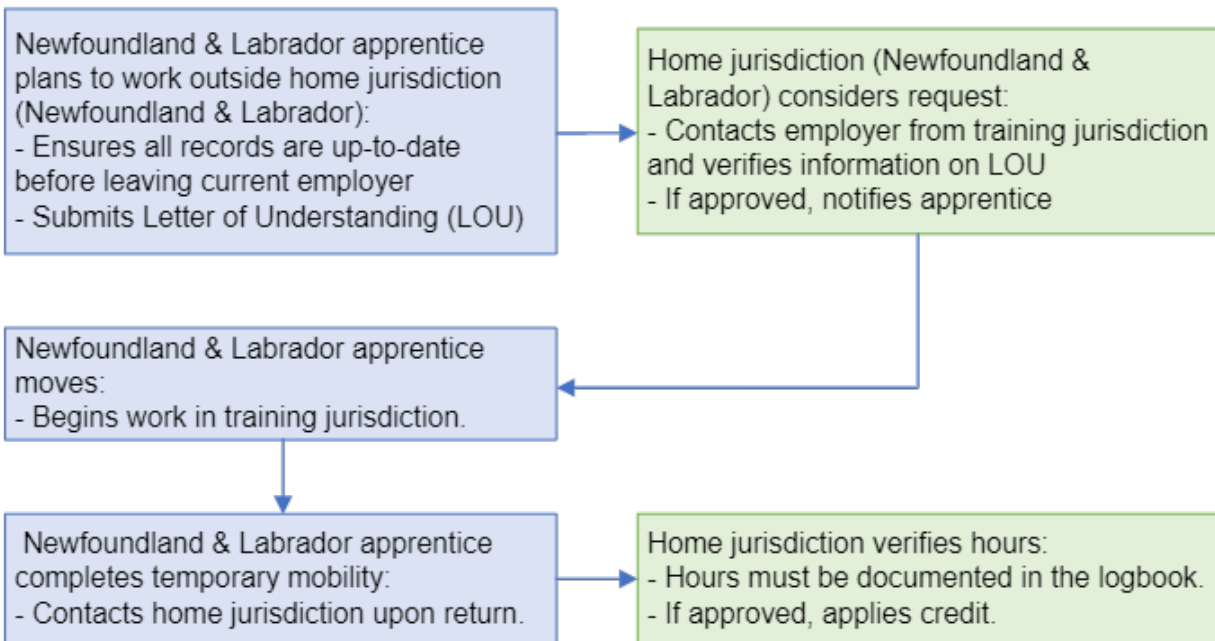 Newfoundland & Labrador apprentice
plans to work outside home jurisdiction
(Newfoundland & Labrador):
- Ensures all records are up-to-date
before leaving current employer
- Submits Letter of Understanding (LOU)
Home jurisdiction (Newfoundland &
Labrador) considers request:
- Contacts employer from training jurisdiction
and verifies information on LOU
- If approved, notifies apprentice
Newfoundland & Labrador apprentice
moves:
- Begins work in training jurisdiction.
Newfoundland & Labrador apprentice
completes temporary mobility:
- Contacts home jurisdiction upon return.
Home jurisdiction verifies hours:
- Hours must be documented in the logbook.
- If approved, applies credit.